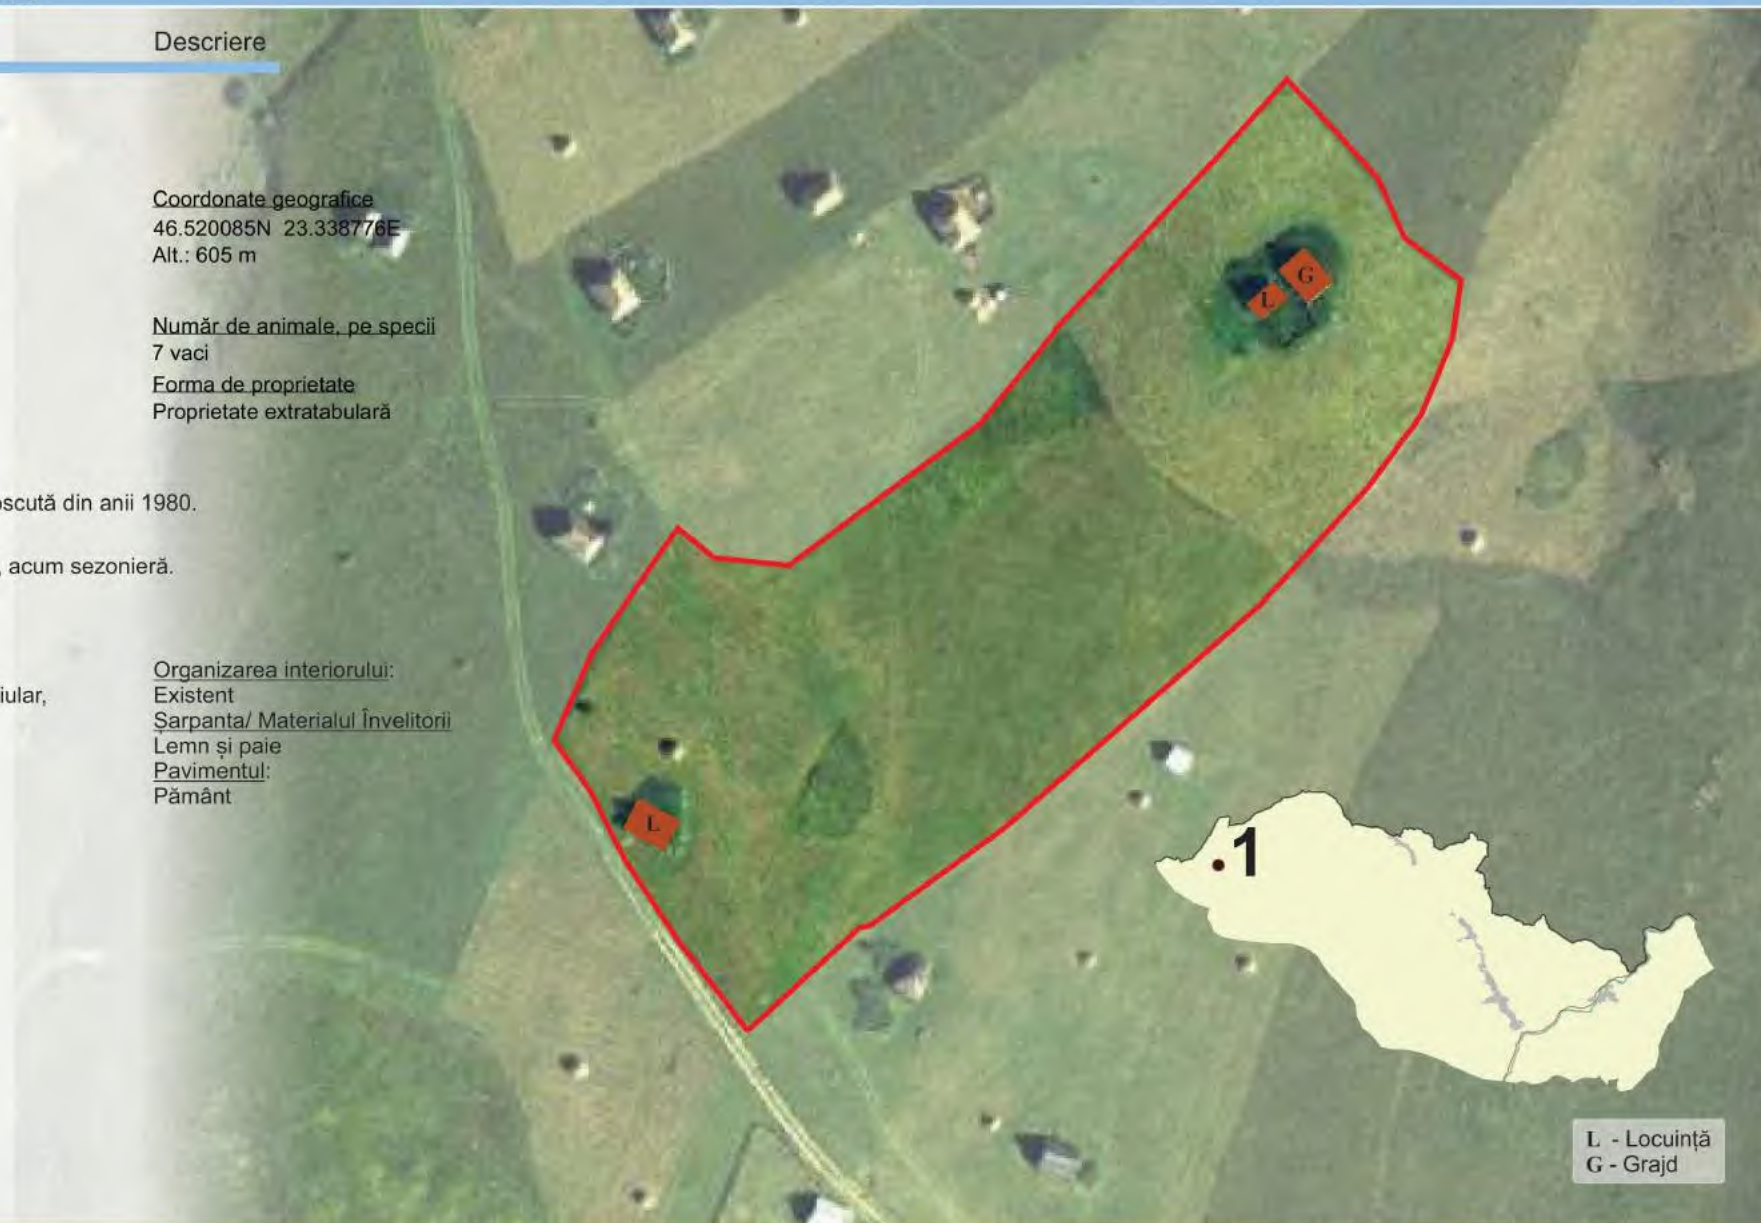 Descriere
Coordonate geografice
46.520085N 23.338776E
Alt.: 605 m
Număr de animale, pe specii
7 vaci
Forma de proprietate
Proprietate extratabulară
oscută din anii 1980.
, acum sezonieră.
iular,
Organizarea interiorului:
Existent
Șarpanta/ Materialul Învelitorii
Lemn și paie
Pavimentul:
Pământ
G
L
L
1
L - Locuință
G - Grajd